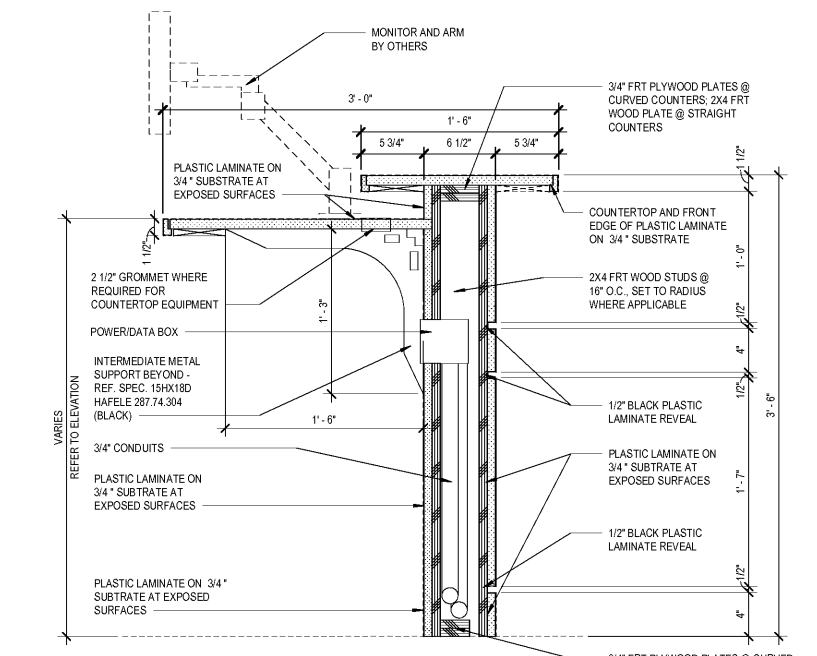 MONITOR AND ARM
BY OTHERS
3/4" FRT PLYWOOD PLATES @
CURVED COUNTERS; 2X4 FRT
WOOD PLATE @ STRAIGHT
COUNTERS
3' - 0"
1' - 6"
5 3/4"
6 1/2"
5 3/4"
1 1/2"
PLASTIC LAMINATE ON
3/4 " SUBSTRATE AT
EXPOSED SURFACES
COUNTERTOP AND FRONT
EDGE OF PLASTIC LAMINATE
ON 3/4 " SUBSTRATE
1 1/2"
1' - 0"
2 1/2" GROMMET WHERE
REQUIRED FOR
COUNTERTOP EQUIPMENT
2X4 FRT WOOD STUDS @
16" O.C., SET TO RADIUS
WHERE APPLICABLE
1' - 3"
1/2"
POWER/DATA BOX
4"
INTERMEDIATE METAL
SUPPORT BEYOND -
REF. SPEC. 15HX18D
HAFELE 287.74.304
(BLACK)
1/2"
3' - 6"
1/2" BLACK PLASTIC
LAMINATE REVEAL
1' - 6"
VARIES
REFER TO ELEVATION
3/4" CONDUITS
PLASTIC LAMINATE ON
3/4 " SUBSTRATE AT
EXPOSED SURFACES
PLASTIC LAMINATE ON
3/4 " SUBTRATE AT
EXPOSED SURFACES
1' - 7"
1/2" BLACK PLASTIC
LAMINATE REVEAL
1/2"
PLASTIC LAMINATE ON 3/4 "
SUBTRATE AT EXPOSED
SURFACES
4"